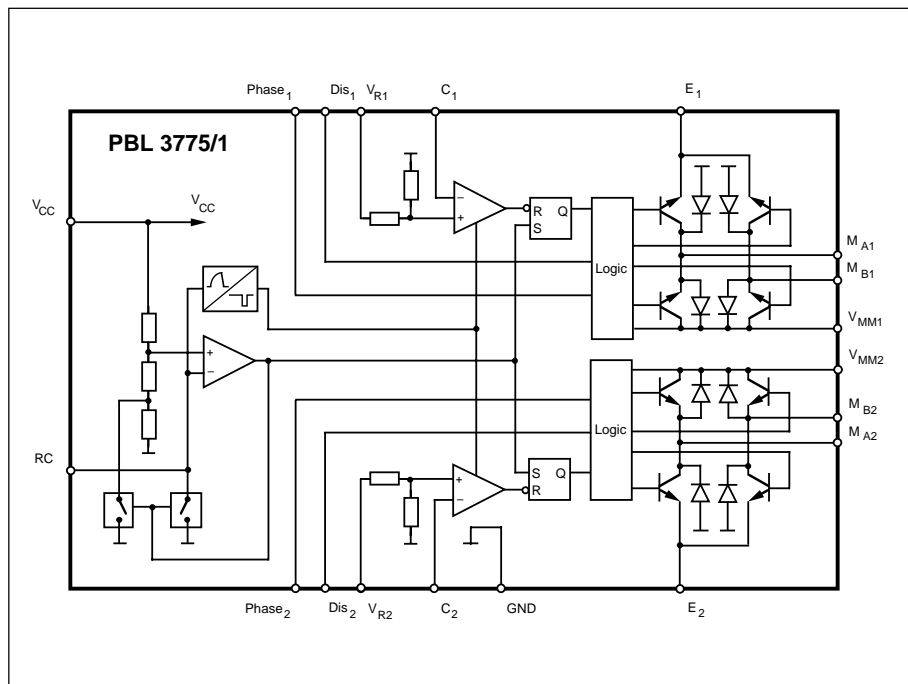 Phase1 Dis1 VR1 C1 E1
PBL 3775/1
VCC VCC
R Q
S
− +
Logic
MA1
MB1
VMM1
+ −
VMM2
Logic
MB2
MA2
RC
S Q
R
+ −
Phase2 Dis2 VR2 C2 GND E2